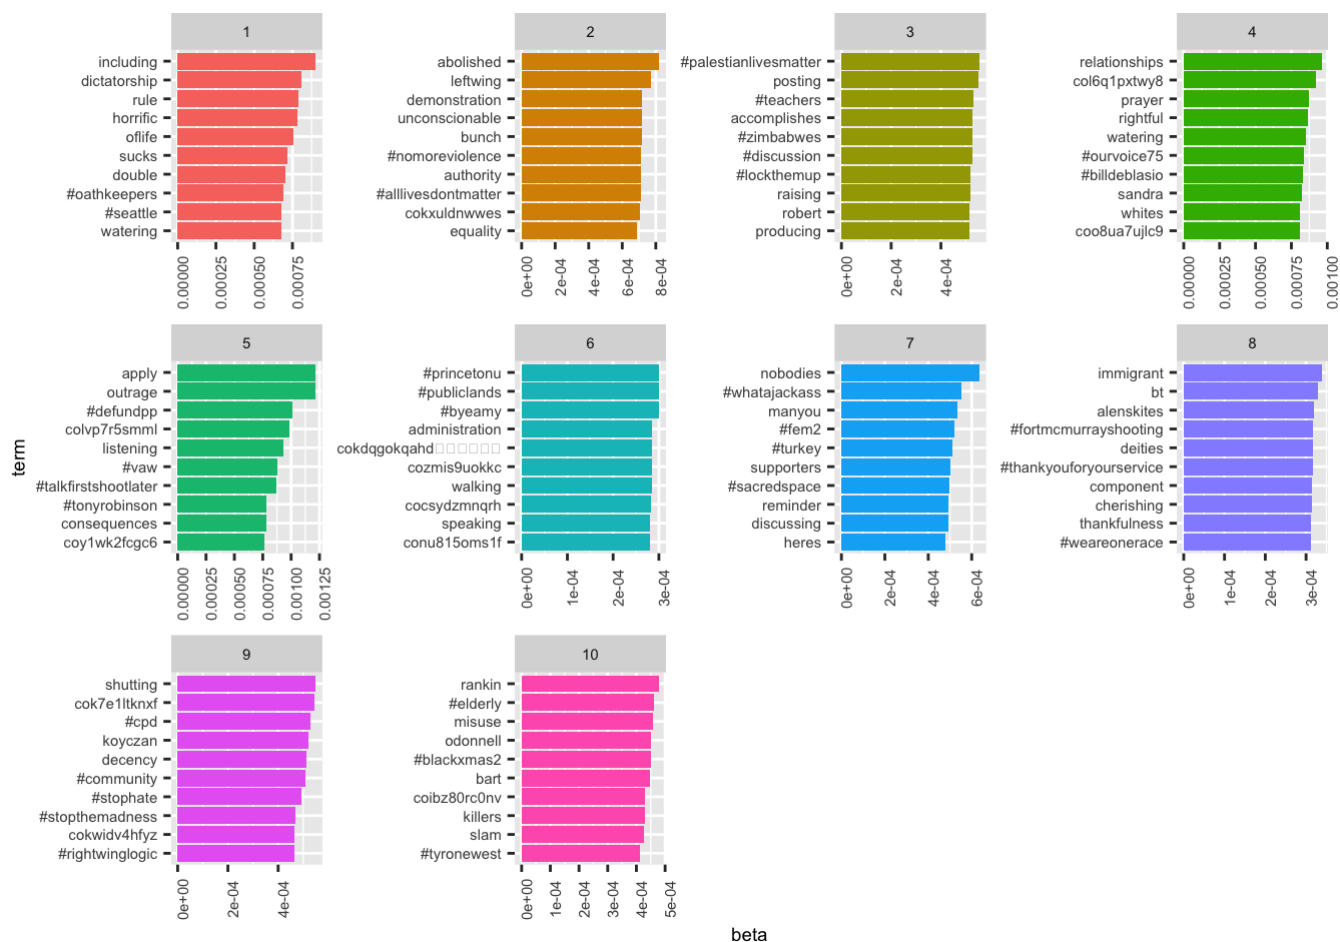 1
including
dictatorship
rule
horrific
oflife
sucks
double
#oathkeepers
#seattle
watering
0.00000
0.00025
0.00050
0.00075
2
abolished
leftwing
demonstration
unconscionable
bunch
#nomoreviolence
authority
#alllivesdontmatter
cokxuldnwwes
equality
0e+00
2e-04
4e-04
6e-04
8e-04
3
#palestianlivesmatter
posting
#teachers
accomplishes
#zimbabwes
#discussion
#lockthemup
raising
robert
producing
0e+00
2e-04
4e-04
4
relationships
col6q1pxtwy8
prayer
rightful
watering
#ourvoice75
#billdeblasio
sandra
whites
coo8ua7ujlc9
0.00000
0.00025
0.00050
0.00075
0.00100
term
5
apply
outrage
#defundpp
colvp7r5smml
listening
#vaw
#talkfirstshootlater
#tonyrobinson
consequences
coy1wk2fcgc6
0.00000
0.00025
0.00050
0.00075
0.00100
0.00125
6
#princetonu
#publiclands
#byeamy
administration
cokdqgokqahd□□□□□□
cozmis9uokkc
walking
cocsydzmnqrh
speaking
conu815oms1f
0e+00
1e-04
2e-04
3e-04
7
nobodies
#whatajackass
manyou
#fem2
#turkey
supporters
#sacredspace
reminder
discussing
heres
0e+00
2e-04
4e-04
6e-04
8
immigrant
bt
alenskites
#fortmcmurrayshooting
deities
#thankyouforyourservice
component
cherishing
thankfulness
#weareonerace
0e+00
1e-04
2e-04
3e-04
9
shutting
cok7e1ltknxf
#cpd
koyczan
decency
#community
#stophate
#stopthemadness
cokwidv4hfyz
#rightwinglogic
0e+00
2e-04
4e-04
10
rankin
#elderly
misuse
odonnell
#blackxmas2
bart
coibz80rc0nv
killers
slam
#tyronewest
0e+00
1e-04
2e-04
3e-04
4e-04
5e-04
beta